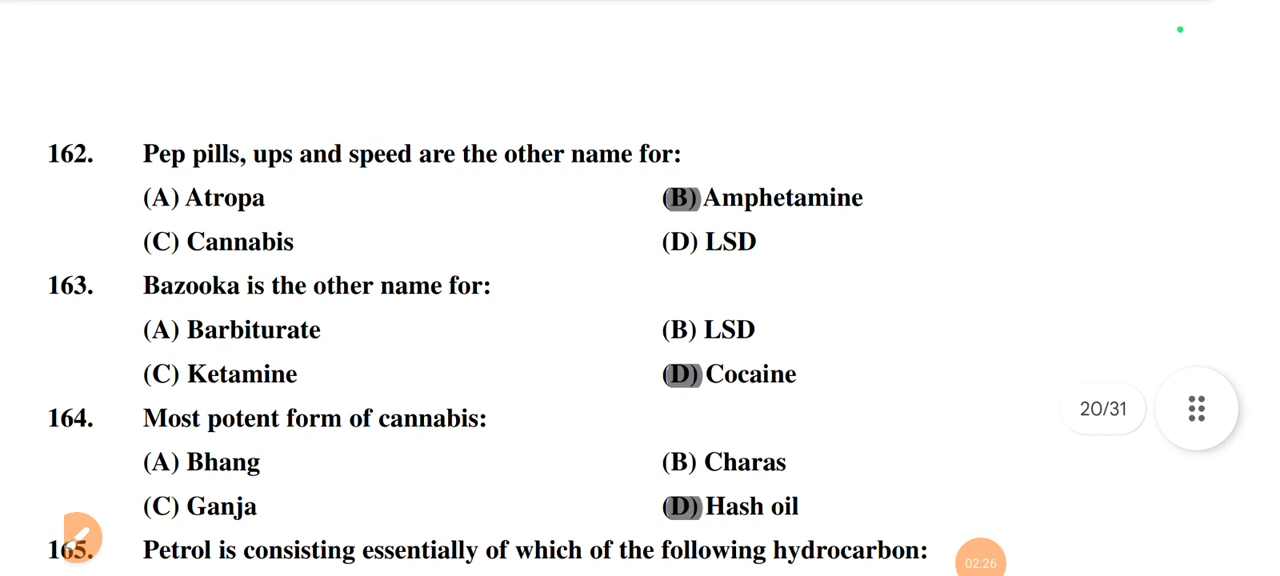 162. Pep pills, ups and speed are the other name for:
(A) Atropa (B) Amphetamine
(C) Cannabis (D) LSD
163. Bazooka is the other name for:
(A) Barbiturate (B) LSD
(C) Ketamine (D) Cocaine
20/31
164. Most potent form of cannabis:
(A) Bhang (B) Charas
(C) Ganja (D) Hash oil
165. Petrol is consisting essentially of which of the following hydrocarbon:
02:26